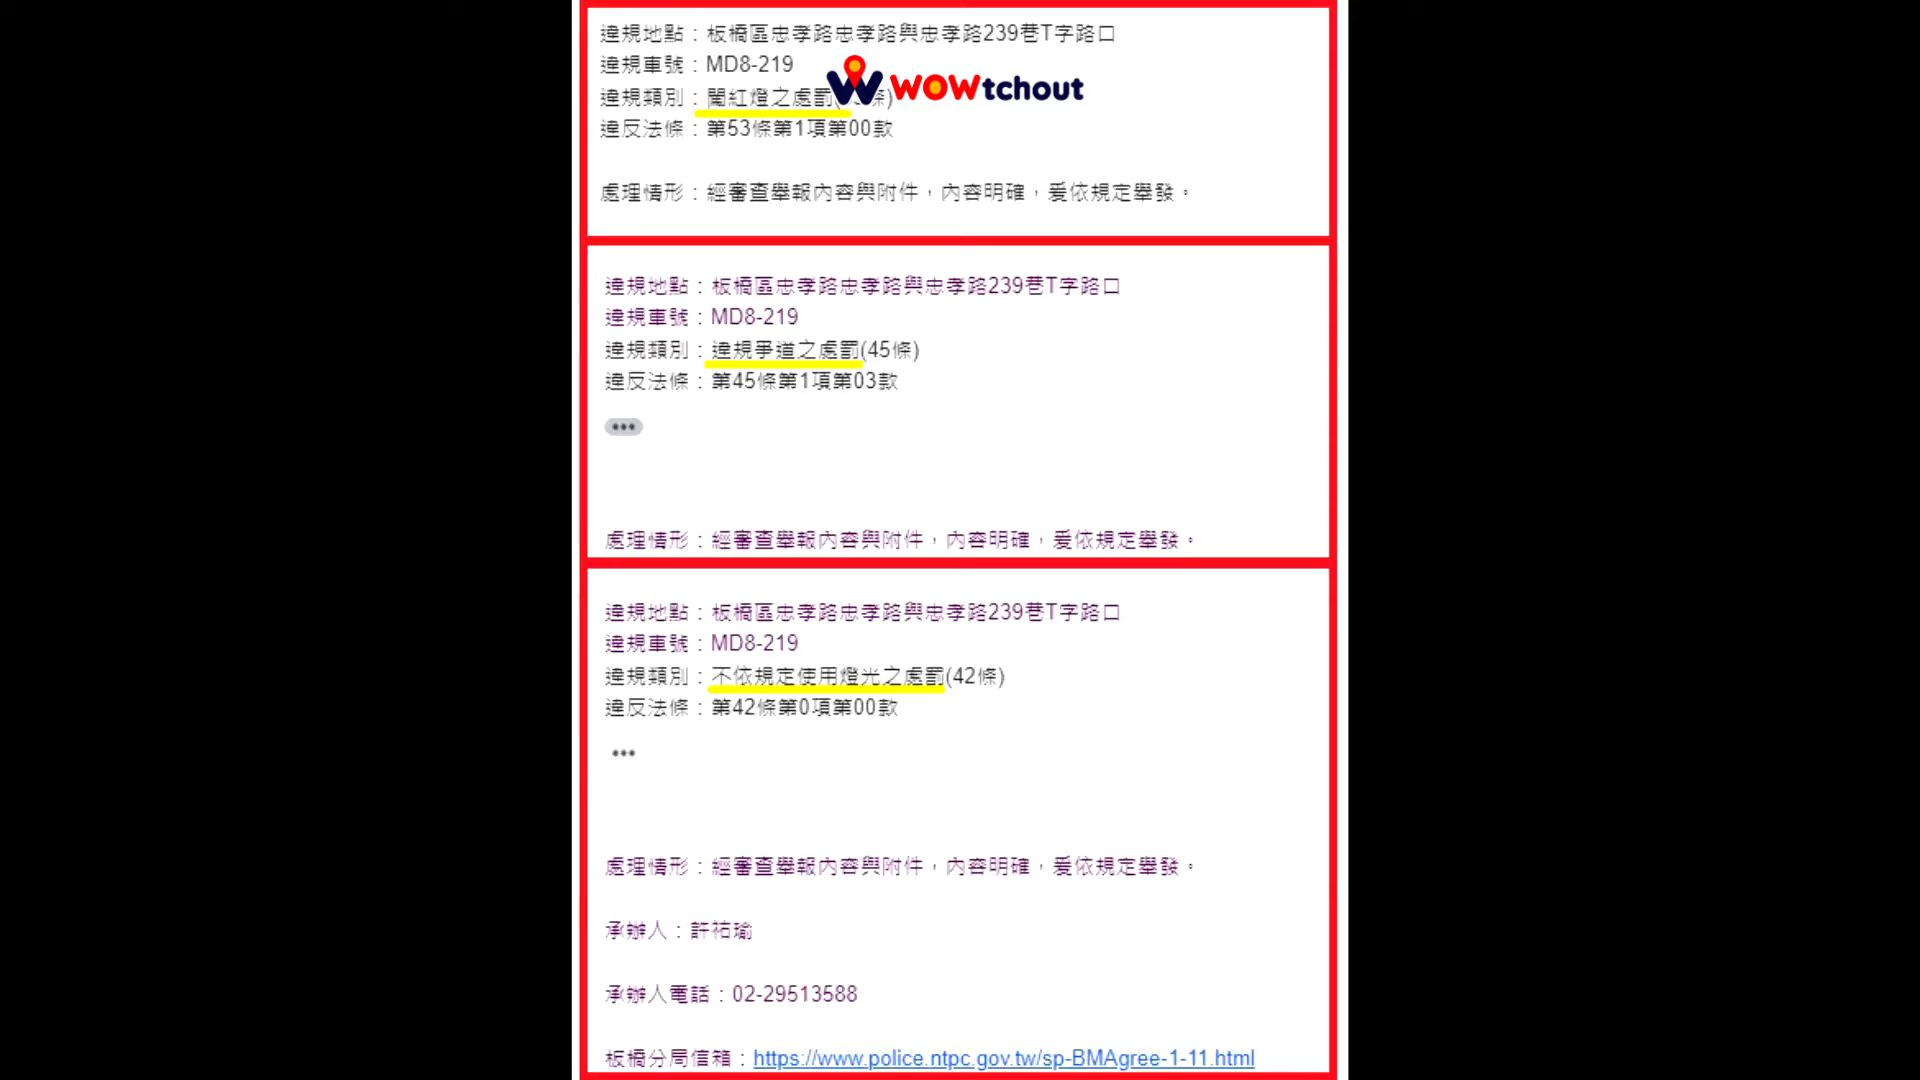 違規地點：板橋區忠孝路忠孝路與忠孝路239巷T字路口
違規車號：MD8-219
WOWtchout
違規類別：闖紅燈之處罰( 條)
違反法條：第53條第1項第00款
處理情形：經審查舉報內容與附件，內容明確，爰依規定舉發。
違規地點：板橋區忠孝路忠孝路與忠孝路239巷T字路口
違規車號：MD8-219
違規類別：違規爭道之處罰(45條)
違反法條：第45條第1項第03款
處理情形：經審查舉報內容與附件，內容明確，爰依規定舉發。
違規地點：板橋區忠孝路忠孝路與忠孝路239巷T字路口
違規車號：MD8-219
違規類別：不依規定使用燈光之處罰(42條)
違反法條：第42條第0項第00款
處理情形：經審查舉報內容與附件，內容明確，爰依規定舉發。
承辦人：許祐瑜
承辦人電話：02-29513588
板橋分局信箱：https://www.police.ntpc.gov.tw/sp-BMAgree-1-11.html